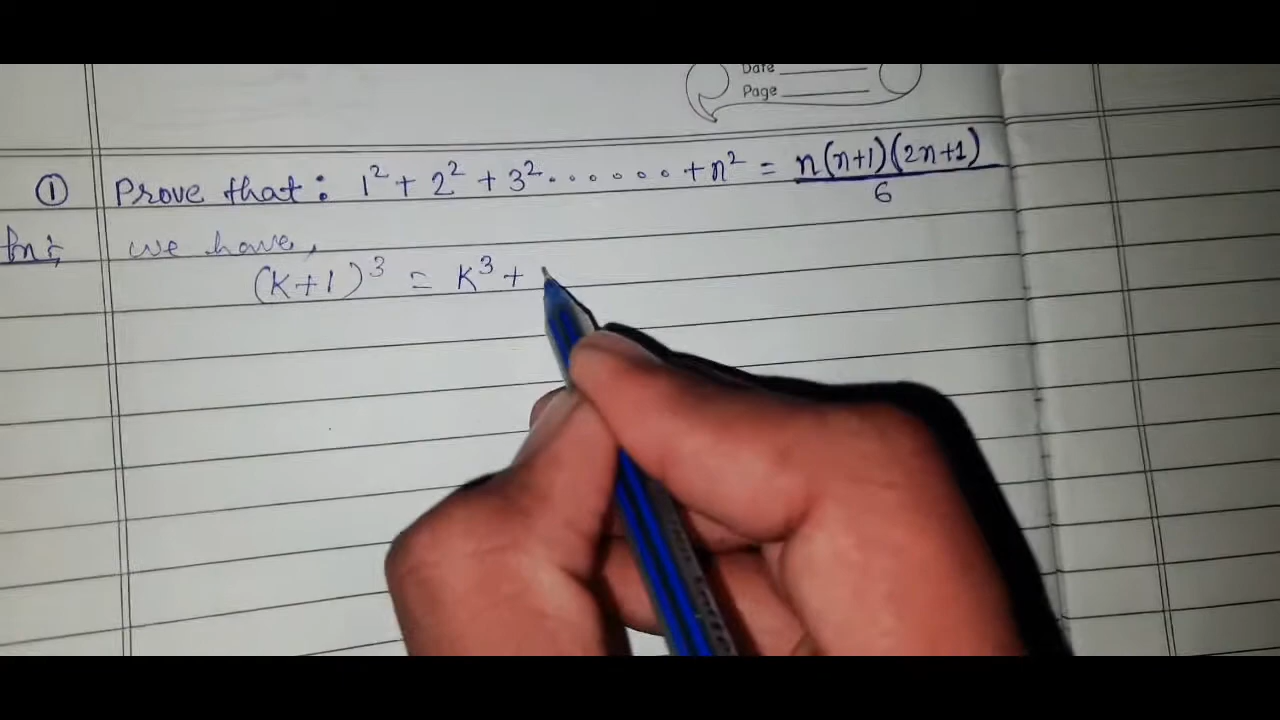 Date
Page
① Prove that : 1² + 2² + 3² ....... + n² = n(n+1)(2n+1)/6
we have,
(K+1)³ = K³ +